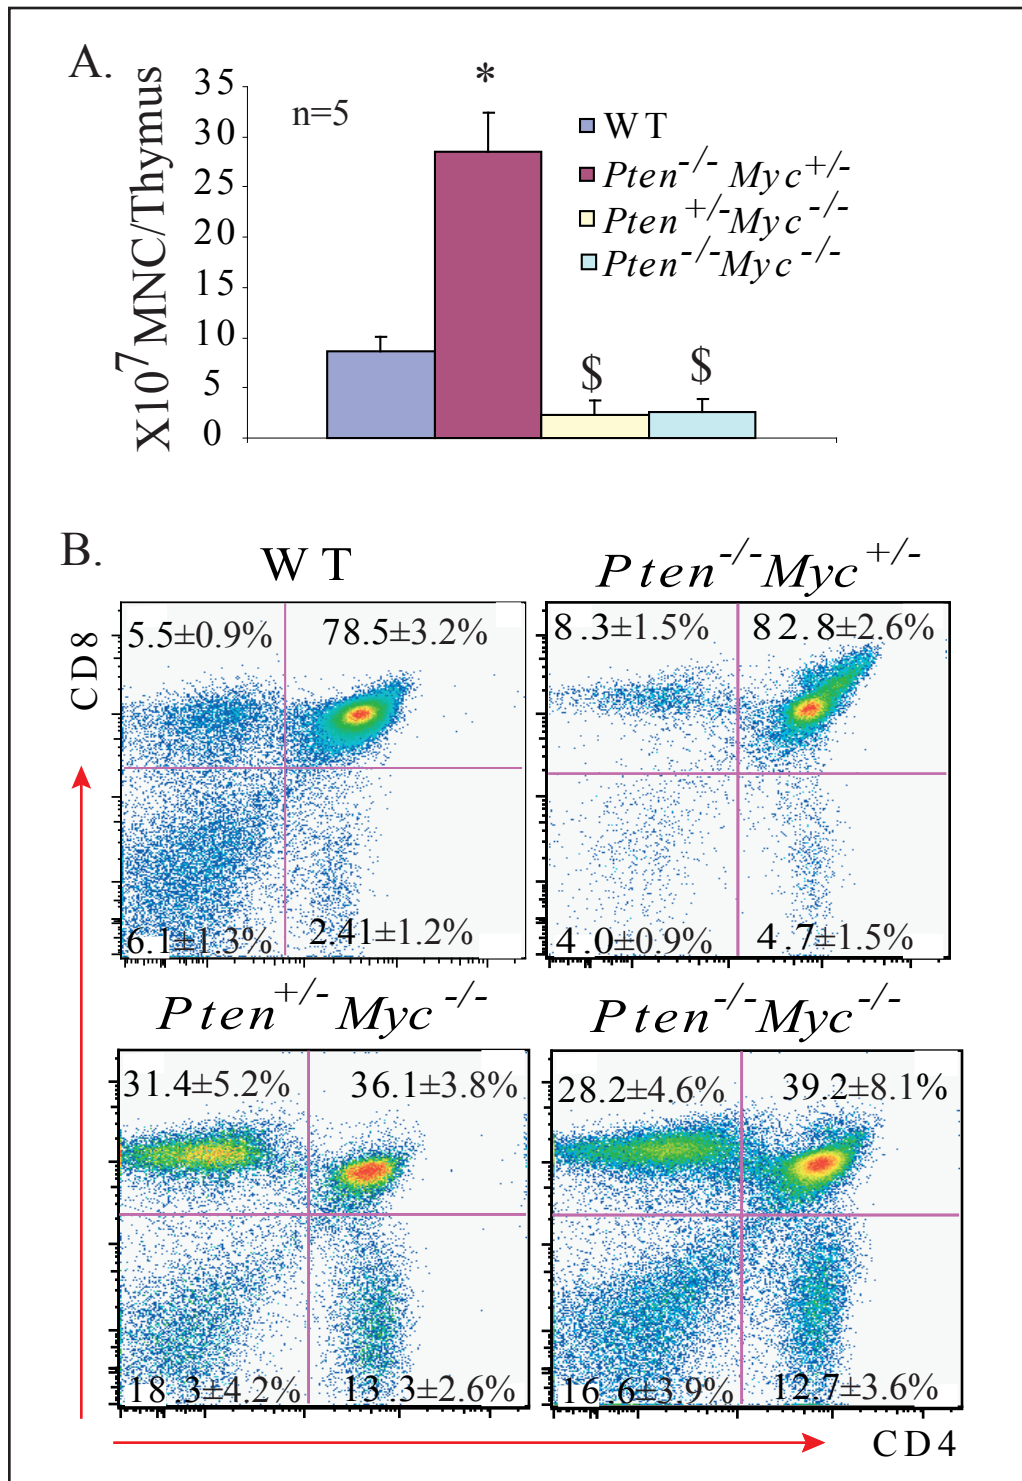 A.
X10^7 MNC/Thymus
35
30
25
20
15
10
5
0
n=5
*
$
$
WT
Pten^-/- Myc^+/-
Pten^+/- Myc^-/-
Pten^-/- Myc^-/-
B.
WT
Pten^-/- Myc^+/-
5.5±0.9% 78.5±3.2%
8.3±1.5% 82.8±2.6%
CD8
6.1±1.3% 2.41±1.2%
4.0±0.9% 4.7±1.5%
Pten^+/- Myc^-/-
Pten^-/- Myc^-/-
31.4±5.2% 36.1±3.8%
28.2±4.6% 39.2±8.1%
18.3±4.2% 13.3±2.6%
16.6±3.9% 12.7±3.6%
CD4